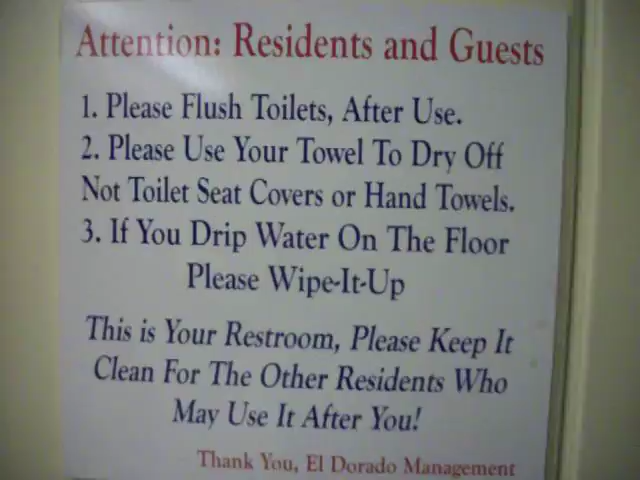 Attention: Residents and Guests
1. Please Flush Toilets, After Use.
2. Please Use Your Towel To Dry Off
Not Toilet Seat Covers or Hand Towels.
3. If You Drip Water On The Floor
Please Wipe-It-Up
This is Your Restroom, Please Keep It
Clean For The Other Residents Who
May Use It After You!
Thank You, El Dorado Management